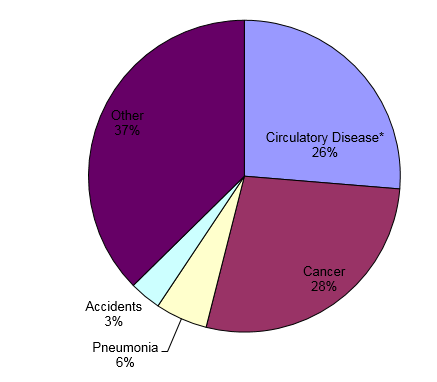 Other
37%
Circulatory Disease*
26%
Cancer
28%
Accidents
3%
Pneumonia
6%